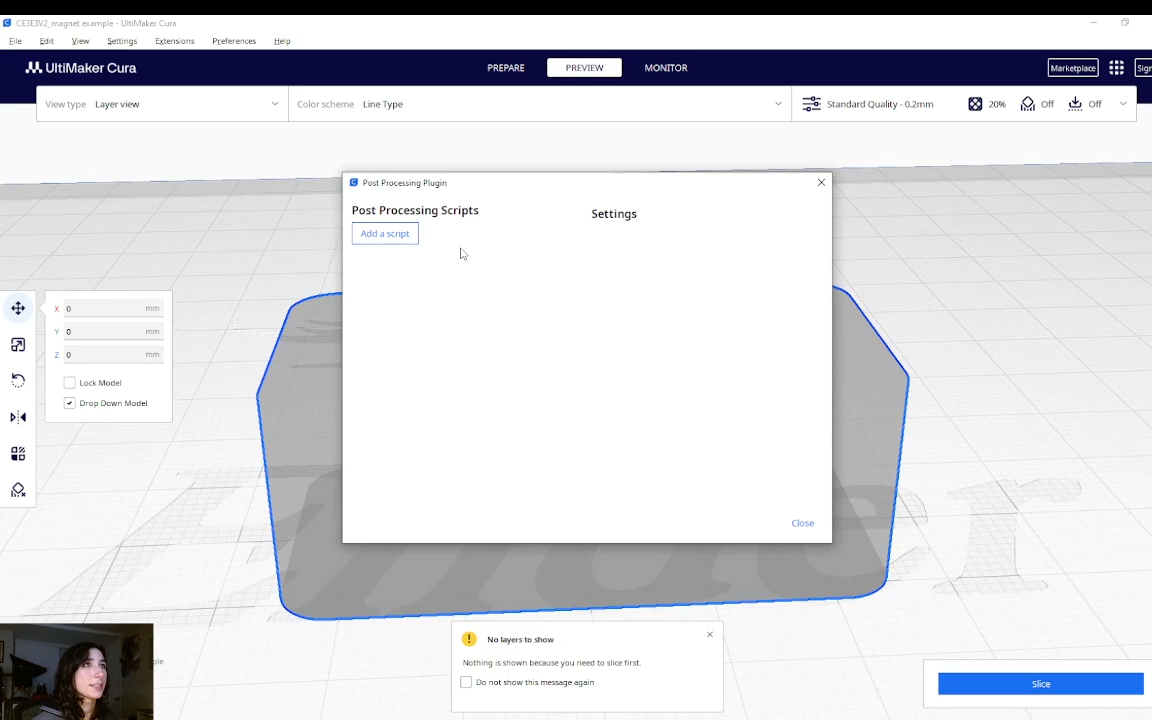 CE3E3V2_magnet example - UltiMaker Cura
File Edit View Settings Extensions Preferences Help
UltiMaker Cura
PREPARE PREVIEW MONITOR
Marketplace
View type Layer view
Color scheme Line Type
Standard Quality - 0.2mm 20% Off Off
Post Processing Plugin
Post Processing Scripts
Settings
Add a script
X 0 mm
Y 0 mm
Z 0 mm
Lock Model
Drop Down Model
Close
No layers to show
Nothing is shown because you need to slice first.
Do not show this message again
Slice